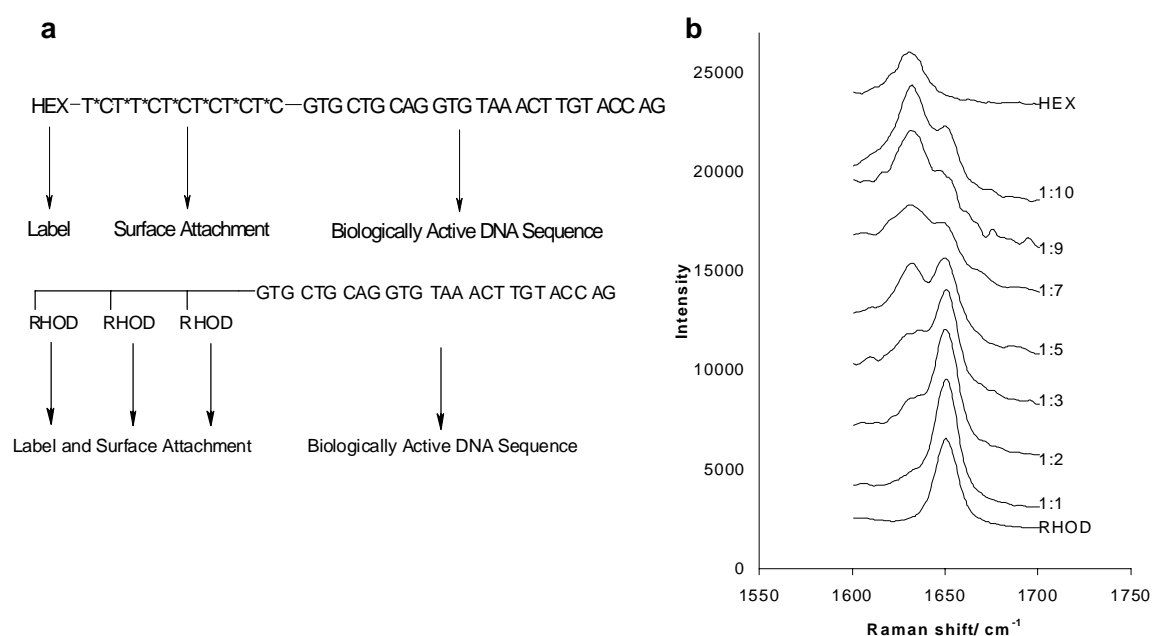 a
HEX–T*CT*T*CT*CT*CT*CT*C—GTG CTG CAG GTG TAA ACT TGT ACC AG
Label
Surface Attachment
Biologically Active DNA Sequence
GTG CTG CAG GTG TAA ACT TGT ACC AG
RHOD
RHOD
RHOD
Label and Surface Attachment
Biologically Active DNA Sequence
b
Intensity
25000
20000
15000
10000
5000
0
HEX
1:10
1:9
1:7
1:5
1:3
1:2
1:1
RHOD
1550
1600
1650
1700
1750
Raman shift/ cm⁻¹